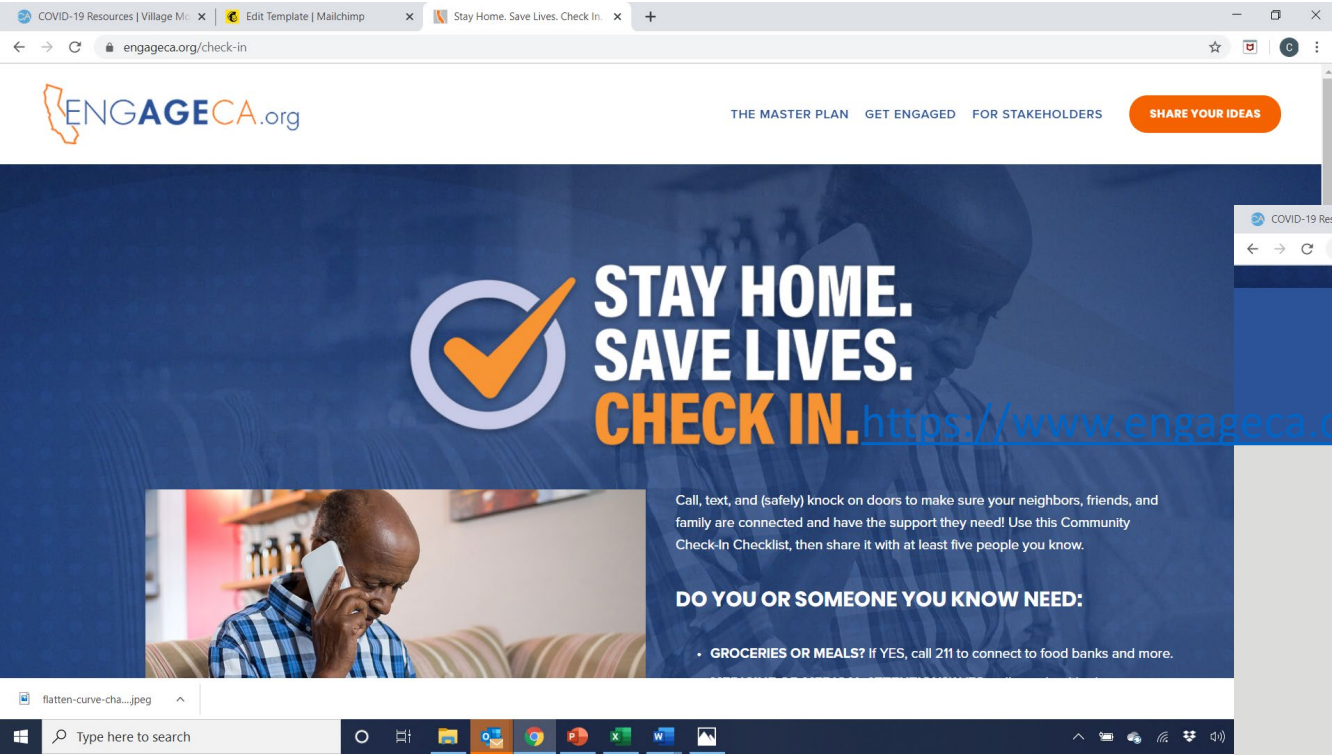 COVID-19 Resources | Village Mo
Edit Template | Mailchimp
Stay Home. Save Lives. Check In.
engageca.org/check-in
C
ENGAGECA.org
THE MASTER PLAN GET ENGAGED FOR STAKEHOLDERS SHARE YOUR IDEAS
COVID-19 Res
STAY HOME.
SAVE LIVES.
CHECK IN.
https://www.engageca.o
Call, text, and (safely) knock on doors to make sure your neighbors, friends, and
family are connected and have the support they need! Use this Community
Check-In Checklist, then share it with at least five people you know.
DO YOU OR SOMEONE YOU KNOW NEED:
• GROCERIES OR MEALS? If YES, call 211 to connect to food banks and more.
flatten-curve-cha....jpeg
Type here to search